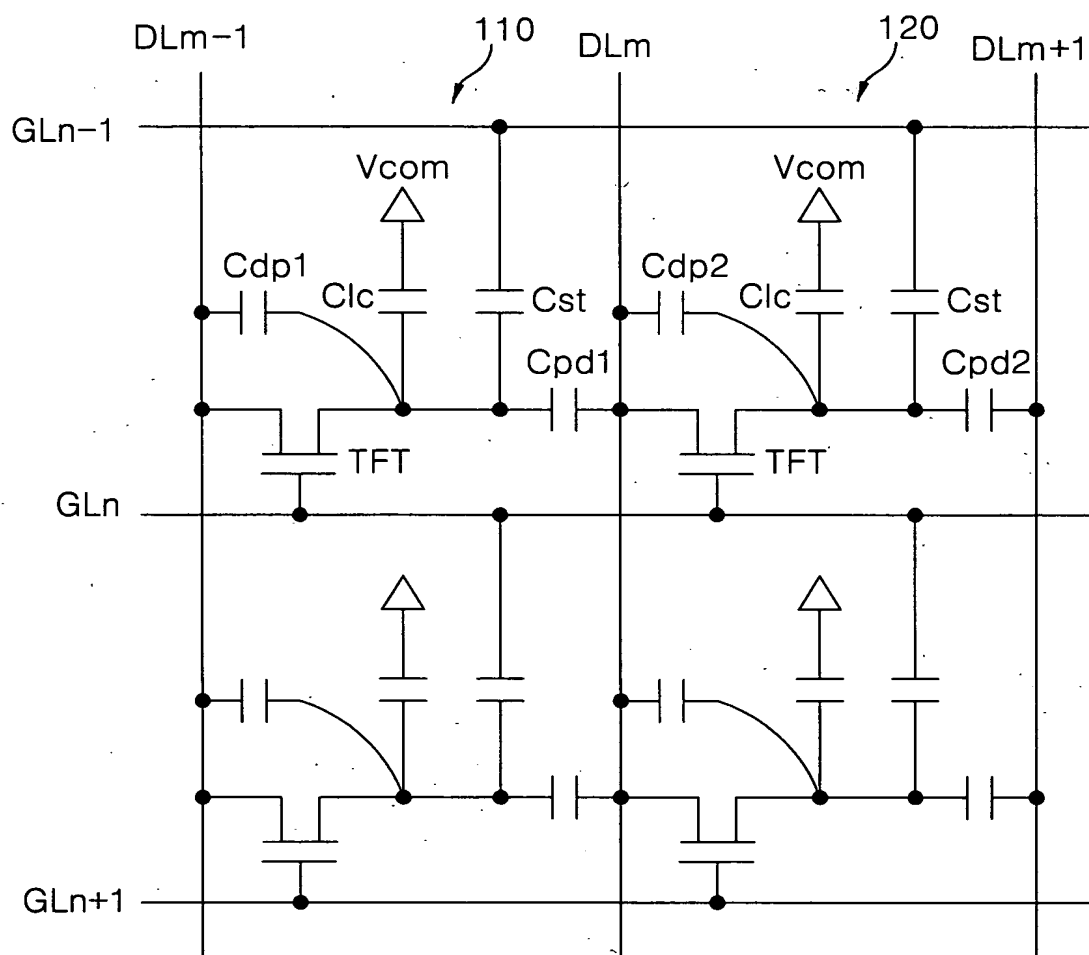 DLm-1
110
DLm
120
DLm+1
GLn-1
Vcom
Vcom
Cdp1
Clc
Cst
Cdp2
Clc
Cst
Cpd1
Cpd2
TFT
TFT
GLn
GLn+1